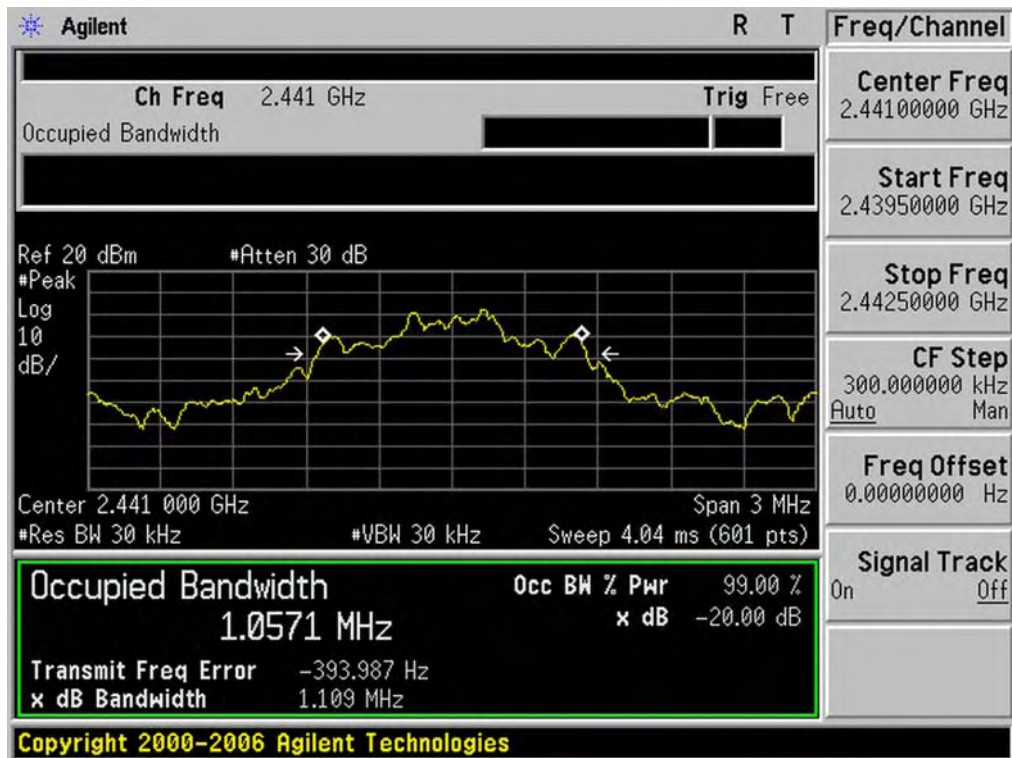 Agilent R T
Ch Freq 2.441 GHz Trig Free
Occupied Bandwidth
Ref 20 dBm #Atten 30 dB
#Peak
Log
10
dB/
Center 2.441 000 GHz Span 3 MHz
#Res BW 30 kHz #VBW 30 kHz Sweep 4.04 ms (601 pts)
Occupied Bandwidth Occ BW % Pwr 99.00 %
1.0571 MHz x dB -20.00 dB
Transmit Freq Error -393.987 Hz
x dB Bandwidth 1.109 MHz
Copyright 2000-2006 Agilent Technologies
Freq/Channel
Center Freq
2.44100000 GHz
Start Freq
2.43950000 GHz
Stop Freq
2.44250000 GHz
CF Step
300.000000 kHz
Auto Man
Freq Offset
0.00000000 Hz
Signal Track
On Off